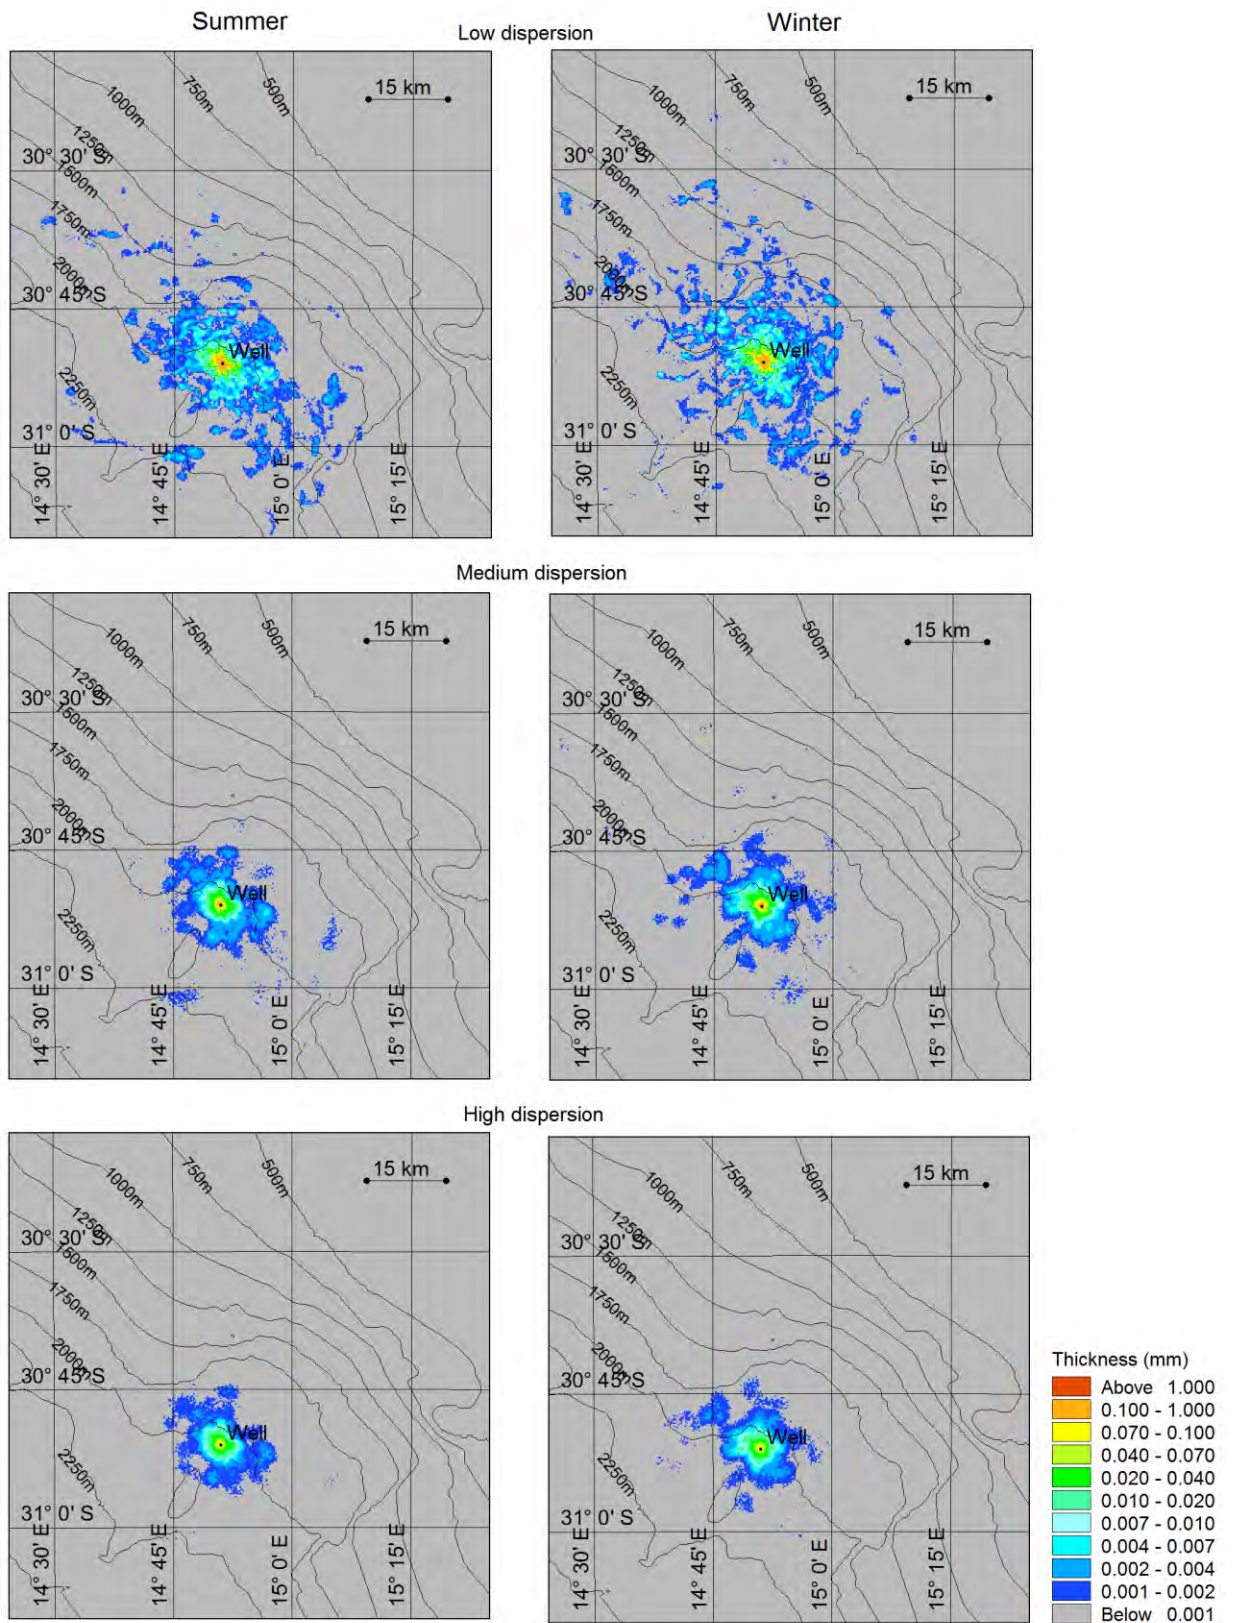 Summer
Winter
Low dispersion
15 km
500m
750m
1000m
1250m
30° 30' S
1500m
1750m
2000m
30° 45' S
Well
2250m
31° 0' S
14° 30' E
14° 45' E
15° 0' E
15° 15' E
15 km
500m
750m
1000m
1250m
30° 30' S
1500m
1750m
2000m
30° 45' S
Well
2250m
31° 0' S
14° 30' E
14° 45' E
15° 0' E
15° 15' E
Medium dispersion
15 km
500m
750m
1000m
1250m
30° 30' S
1500m
1750m
2000m
30° 45' S
Well
2250m
31° 0' S
14° 30' E
14° 45' E
15° 0' E
15° 15' E
15 km
500m
750m
1000m
1250m
30° 30' S
1500m
1750m
2000m
30° 45' S
Well
2250m
31° 0' S
14° 30' E
14° 45' E
15° 0' E
15° 15' E
High dispersion
15 km
500m
750m
1000m
1250m
30° 30' S
1500m
1750m
2000m
30° 45' S
Well
2250m
31° 0' S
14° 30' E
14° 45' E
15° 0' E
15° 15' E
15 km
500m
750m
1000m
1250m
30° 30' S
1500m
1750m
2000m
30° 45' S
Well
2250m
31° 0' S
14° 30' E
14° 45' E
15° 0' E
15° 15' E
Thickness (mm)
Above 1.000
0.100 - 1.000
0.070 - 0.100
0.040 - 0.070
0.020 - 0.040
0.010 - 0.020
0.007 - 0.010
0.004 - 0.007
0.002 - 0.004
0.001 - 0.002
Below 0.001